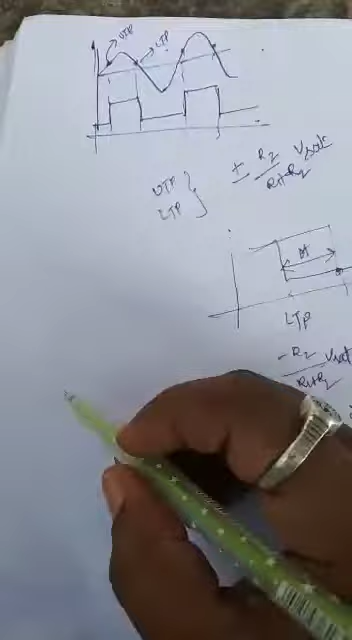 UTP
LTP
UTP } ± R2/R1+R2 Vsat
LTP
LTP
-R2/R1+R2 Vsat